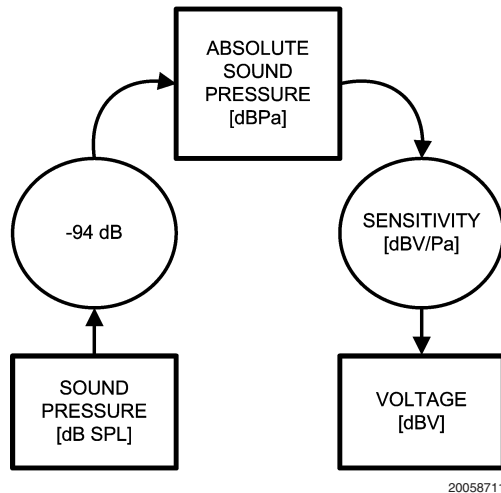 ABSOLUTE
SOUND
PRESSURE
[dBPa]
-94 dB
SENSITIVITY
[dBV/Pa]
SOUND
PRESSURE
[dB SPL]
VOLTAGE
[dBV]
20058711